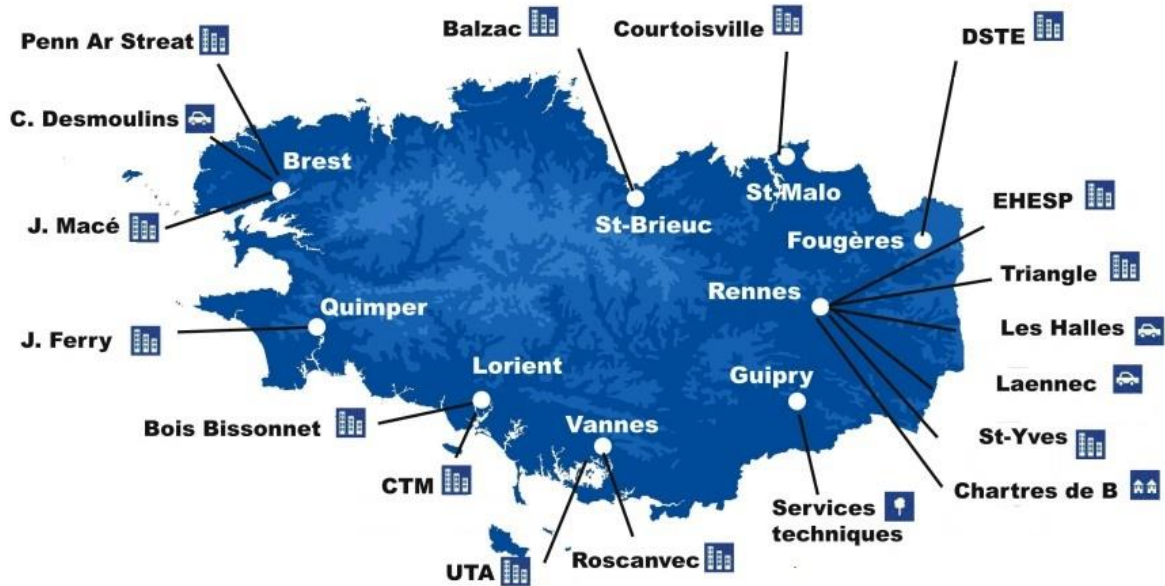 Penn Ar Streat
Balzac
Courtoisville
DSTE
C. Desmoulins
Brest
J. Macé
St-Malo
St-Brieuc
EHESP
Fougères
Triangle
Rennes
Quimper
Les Halles
J. Ferry
Lorient
Guipry
Laennec
Bois Bissonnet
Vannes
St-Yves
CTM
Chartres de B
Services
techniques
UTA
Roscanvec